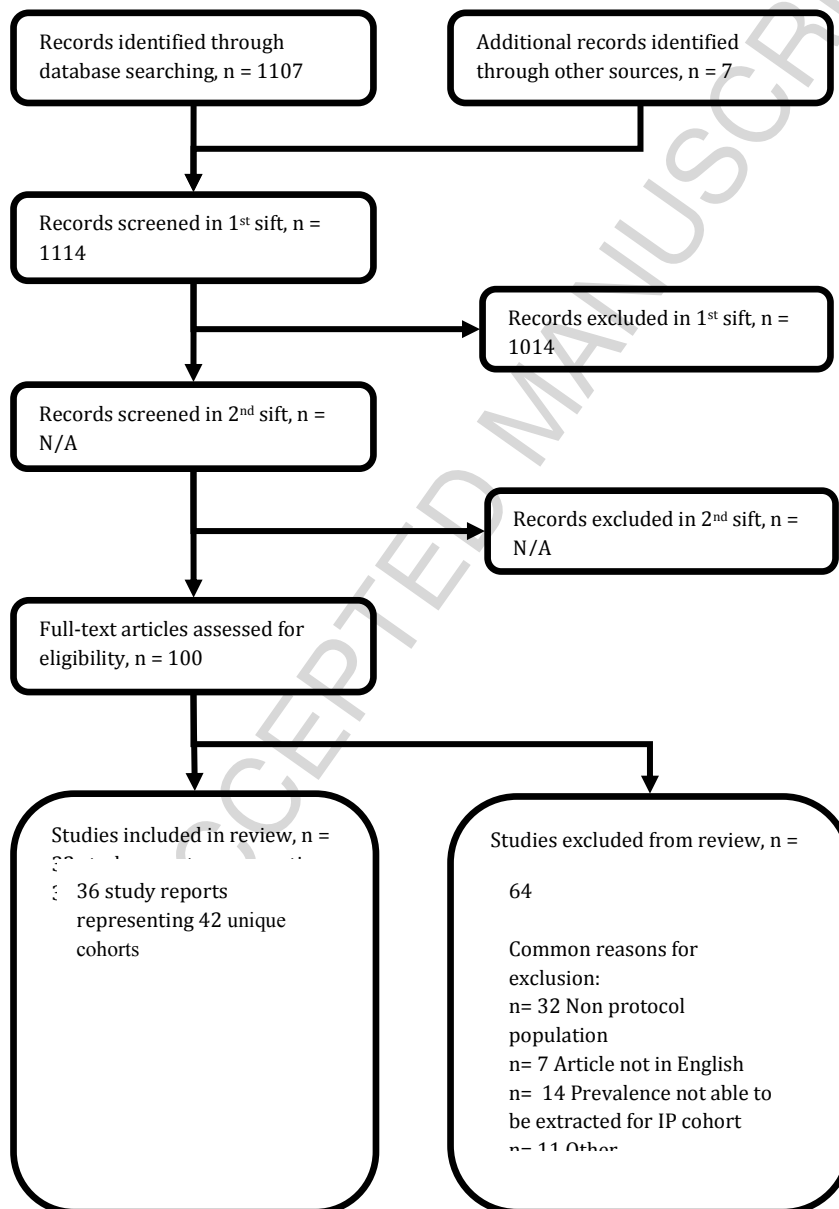 Records identified through
database searching, n = 1107
Additional records identified
through other sources, n = 7
Records screened in 1st sift, n =
1114
Records excluded in 1st sift, n =
1014
Records screened in 2nd sift, n =
N/A
Records excluded in 2nd sift, n =
N/A
Full-text articles assessed for
eligibility, n = 100
Studies included in review, n =
36 study reports
representing 42 unique
cohorts
Studies excluded from review, n =
64
Common reasons for
exclusion:
n= 32 Non protocol
population
n= 7 Article not in English
n=  14 Prevalence not able to
be extracted for IP cohort
n= 11 Other
CCEPTED MANUSCRI